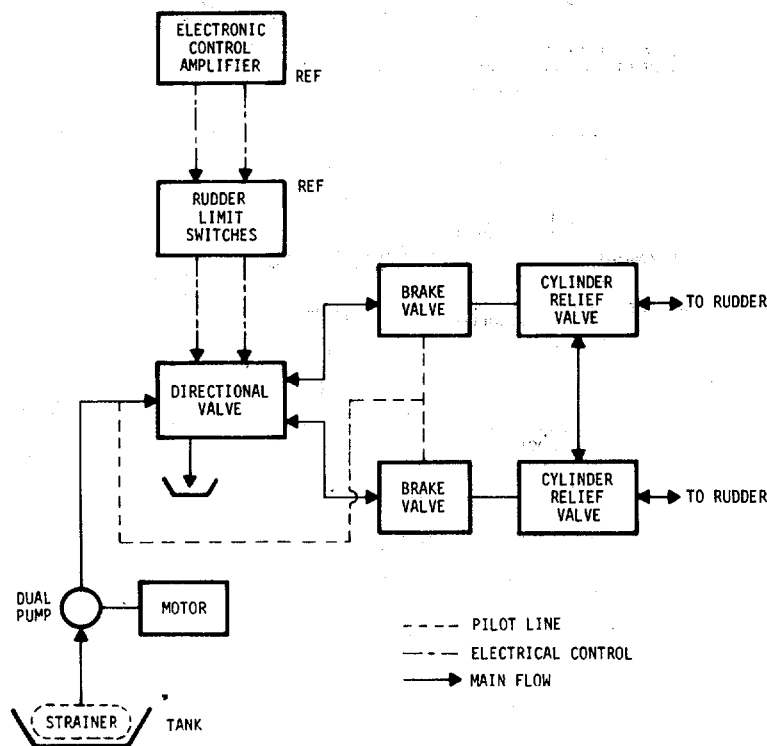 ELECTRONIC
CONTROL
AMPLIFIER
REF
RUDDER
LIMIT
SWITCHES
REF
BRAKE
VALVE
CYLINDER
RELIEF
VALVE
TO RUDDER
DIRECTIONAL
VALVE
BRAKE
VALVE
CYLINDER
RELIEF
VALVE
TO RUDDER
DUAL
PUMP
MOTOR
PILOT LINE
ELECTRICAL CONTROL
MAIN FLOW
STRAINER
TANK